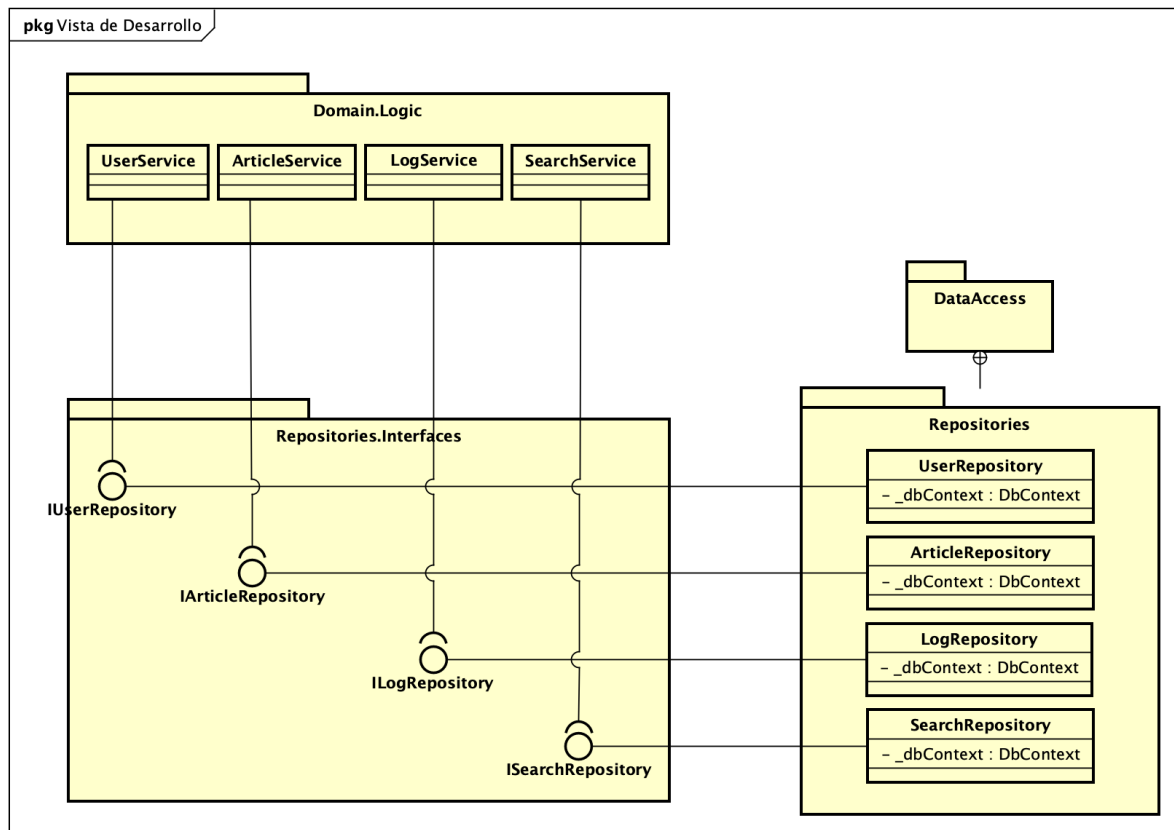 pkg Vista de Desarrollo
Domain.Logic
UserService
ArticleService
LogService
SearchService
DataAccess
Repositories.Interfaces
IUserRepository
IArticleRepository
ILogRepository
ISearchRepository
Repositories
UserRepository
– _dbContext : DbContext
ArticleRepository
– _dbContext : DbContext
LogRepository
– _dbContext : DbContext
SearchRepository
– _dbContext : DbContext